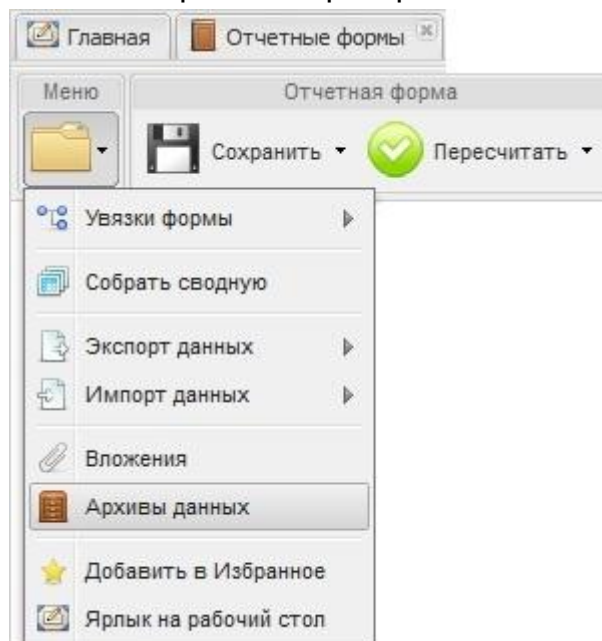 Главная Отчетные формы
Меню Отчетная форма
Сохранить Пересчитать
Увязки формы
Собрать сводную
Экспорт данных
Импорт данных
Вложения
Архивы данных
Добавить в Избранное
Ярлык на рабочий стол